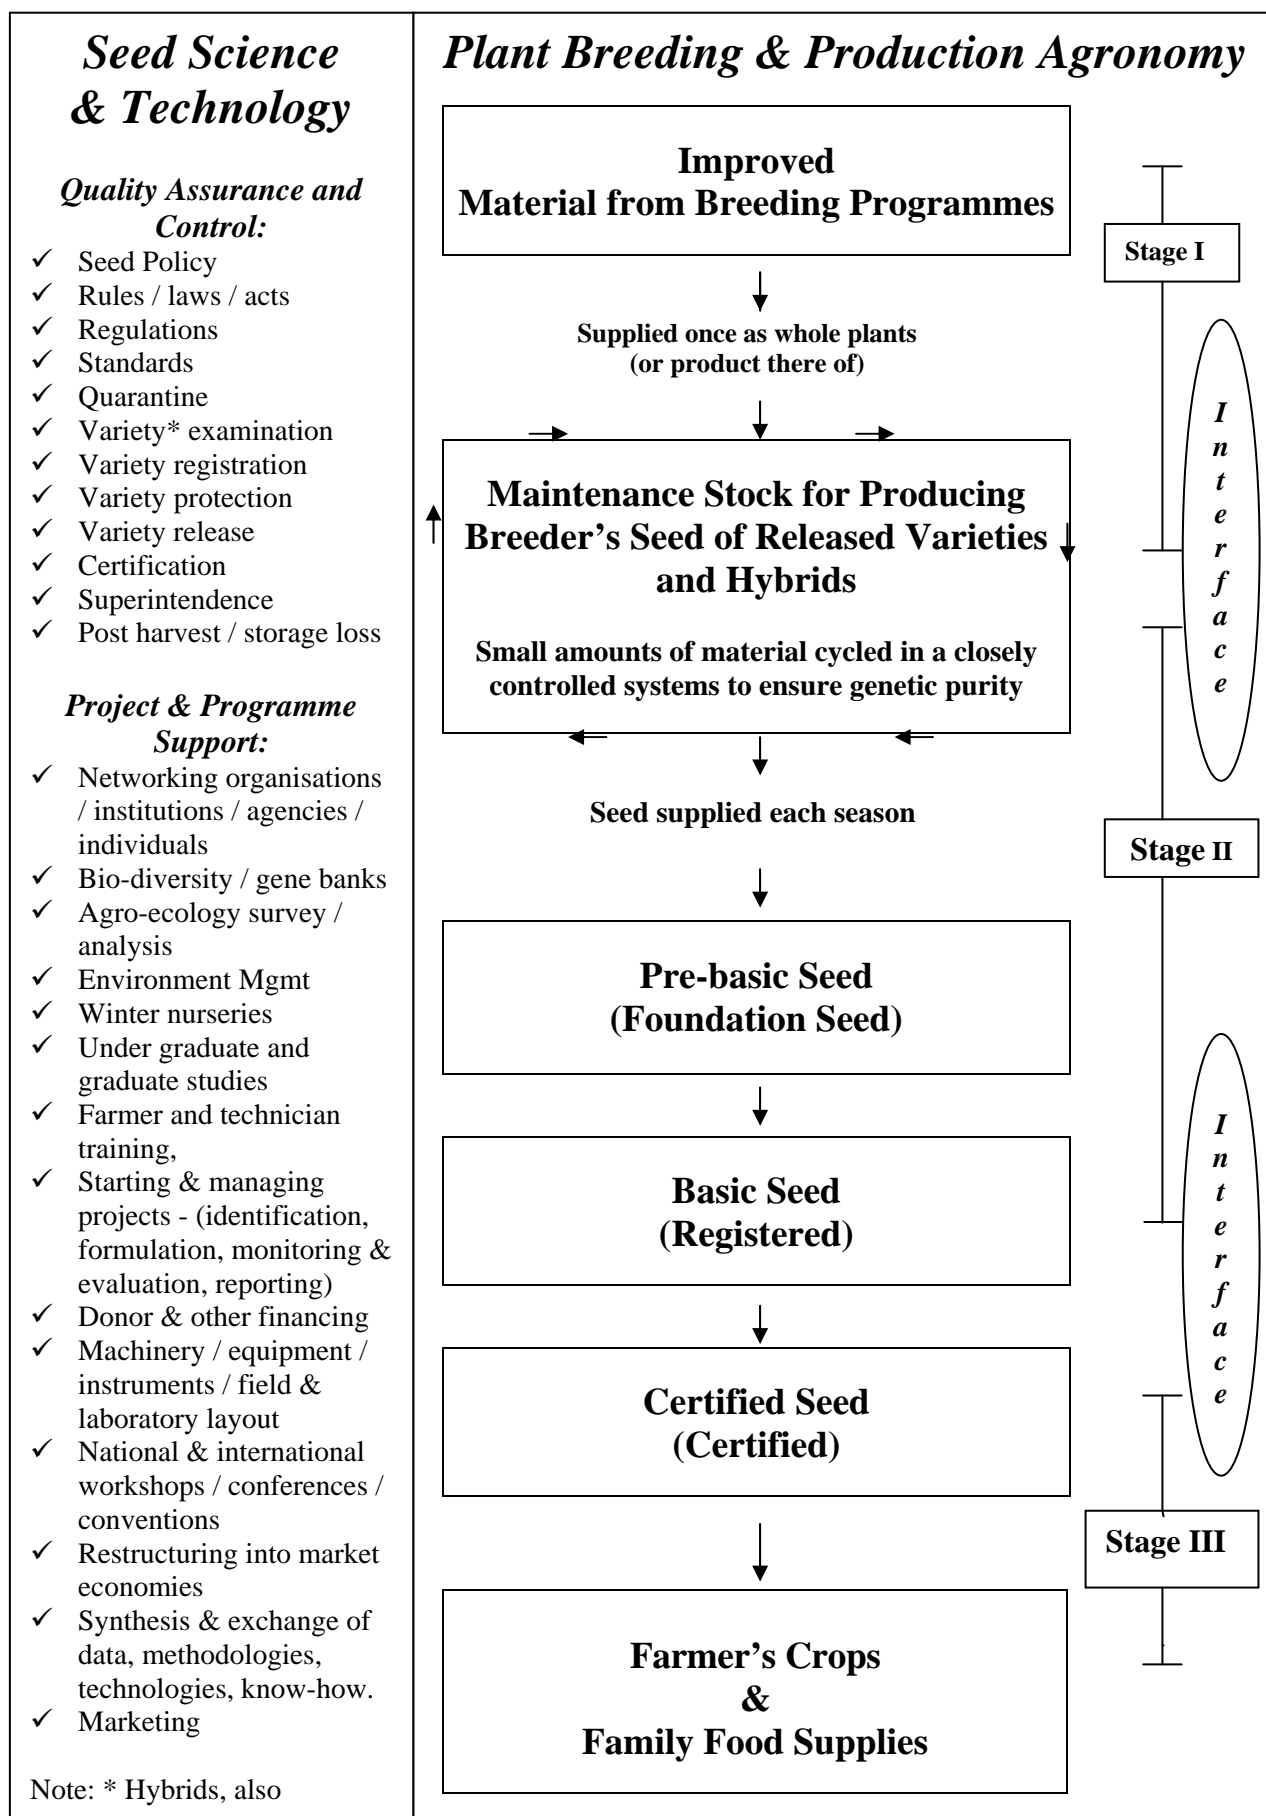 Seed Science
& Technology
Quality Assurance and
Control:
✓ Seed Policy
✓ Rules / laws / acts
✓ Regulations
✓ Standards
✓ Quarantine
✓ Variety* examination
✓ Variety registration
✓ Variety protection
✓ Variety release
✓ Certification
✓ Superintendence
✓ Post harvest / storage loss
Project & Programme
Support:
✓ Networking organisations
/ institutions / agencies /
individuals
✓ Bio-diversity / gene banks
✓ Agro-ecology survey /
analysis
✓ Environment Mgmt
✓ Winter nurseries
✓ Under graduate and
graduate studies
✓ Farmer and technician
training,
✓ Starting & managing
projects - (identification,
formulation, monitoring &
evaluation, reporting)
✓ Donor & other financing
✓ Machinery / equipment /
instruments / field &
laboratory layout
✓ National & international
workshops / conferences /
conventions
✓ Restructuring into market
economies
✓ Synthesis & exchange of
data, methodologies,
technologies, know-how.
✓ Marketing
Note: * Hybrids, also
Plant Breeding & Production Agronomy
Improved
Material from Breeding Programmes
Supplied once as whole plants
(or product there of)
Maintenance Stock for Producing
Breeder’s Seed of Released Varieties
and Hybrids
Small amounts of material cycled in a closely
controlled systems to ensure genetic purity
Seed supplied each season
Pre-basic Seed
(Foundation Seed)
Basic Seed
(Registered)
Certified Seed
(Certified)
Farmer’s Crops
&
Family Food Supplies
Stage I
Interface
Stage II
Interface
Stage III